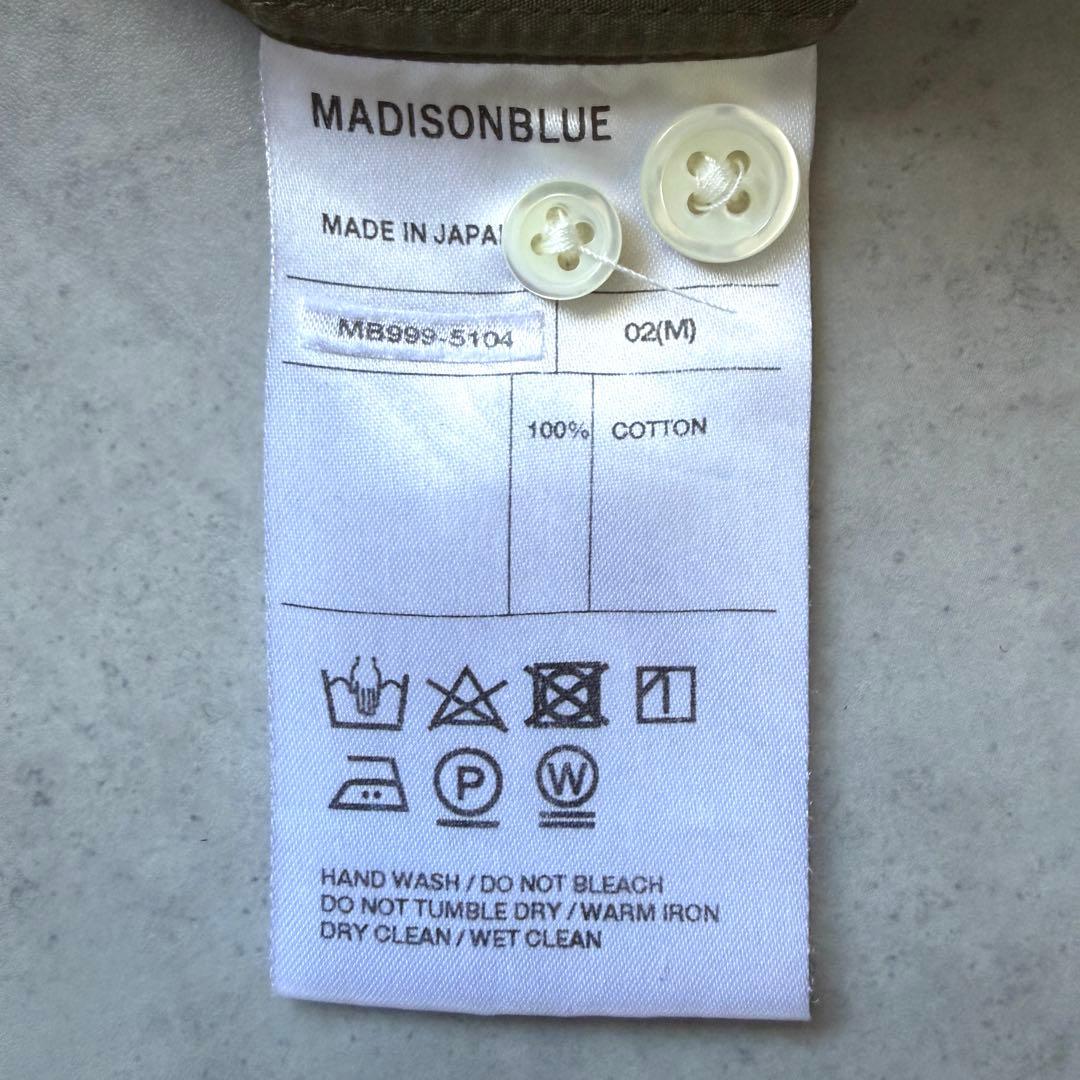 MADISONBLUE
MADE IN JAPA
MB999-5104 02(M)
100% COTTON
P W
HAND WASH / DO NOT BLEACH
DO NOT TUMBLE DRY / WARM IRON
DRY CLEAN / WET CLEAN